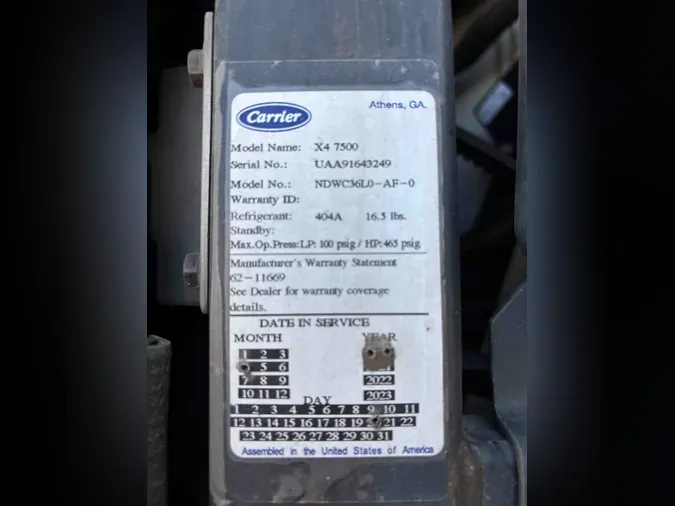 Carrier
Athens, GA.
Model Name: X4 7500
Serial No.: UAA91643249
Model No.: NDWC36L0-AF-0
Warranty ID:
Refrigerant: 404A 16.5 lbs.
Standby:
Max.Op.Press:LP: 100 psig / HP:465 psig
Manufacturer's Warranty Statement
62-11669
See Dealer for warranty coverage
details.
DATE IN SERVICE
MONTH YEAR
1 2 3
5 6
7 8 9 2022
10 11 12 2023
DAY
1 2 3 4 5 6 7 8 9 10 11
12 13 14 15 16 17 18 19 21 22
23 24 25 26 27 28 29 30 31
Assembled in the United States of America